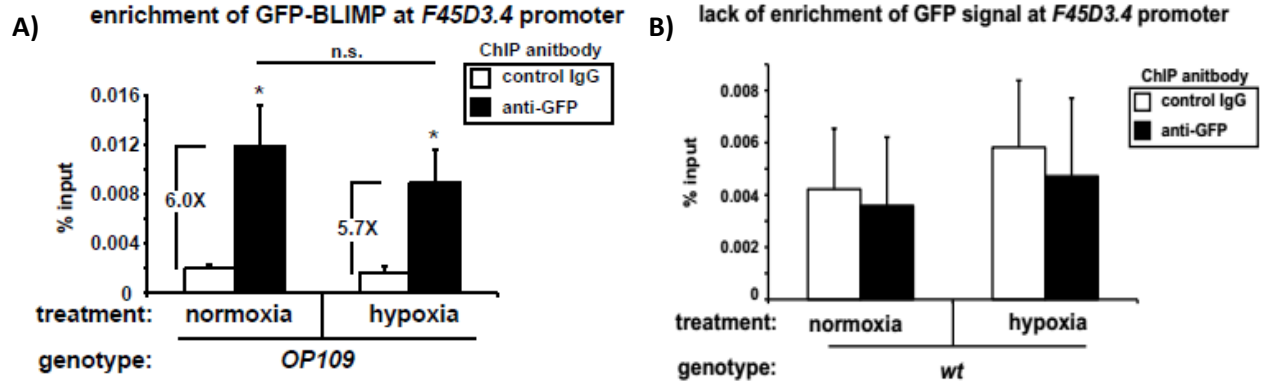 A)
enrichment of GFP-BLIMP at F45D3.4 promoter
n.s.
ChIP anitbody
control IgG
anti-GFP
% input
0.016
0.012
0.008
0.004
0
6.0X
5.7X
*
*
treatment: normoxia hypoxia
genotype: OP109
B)
lack of enrichment of GFP signal at F45D3.4 promoter
ChIP anitbody
control IgG
anti-GFP
% input
0.008
0.006
0.004
0.002
0
treatment: normoxia hypoxia
genotype: wt